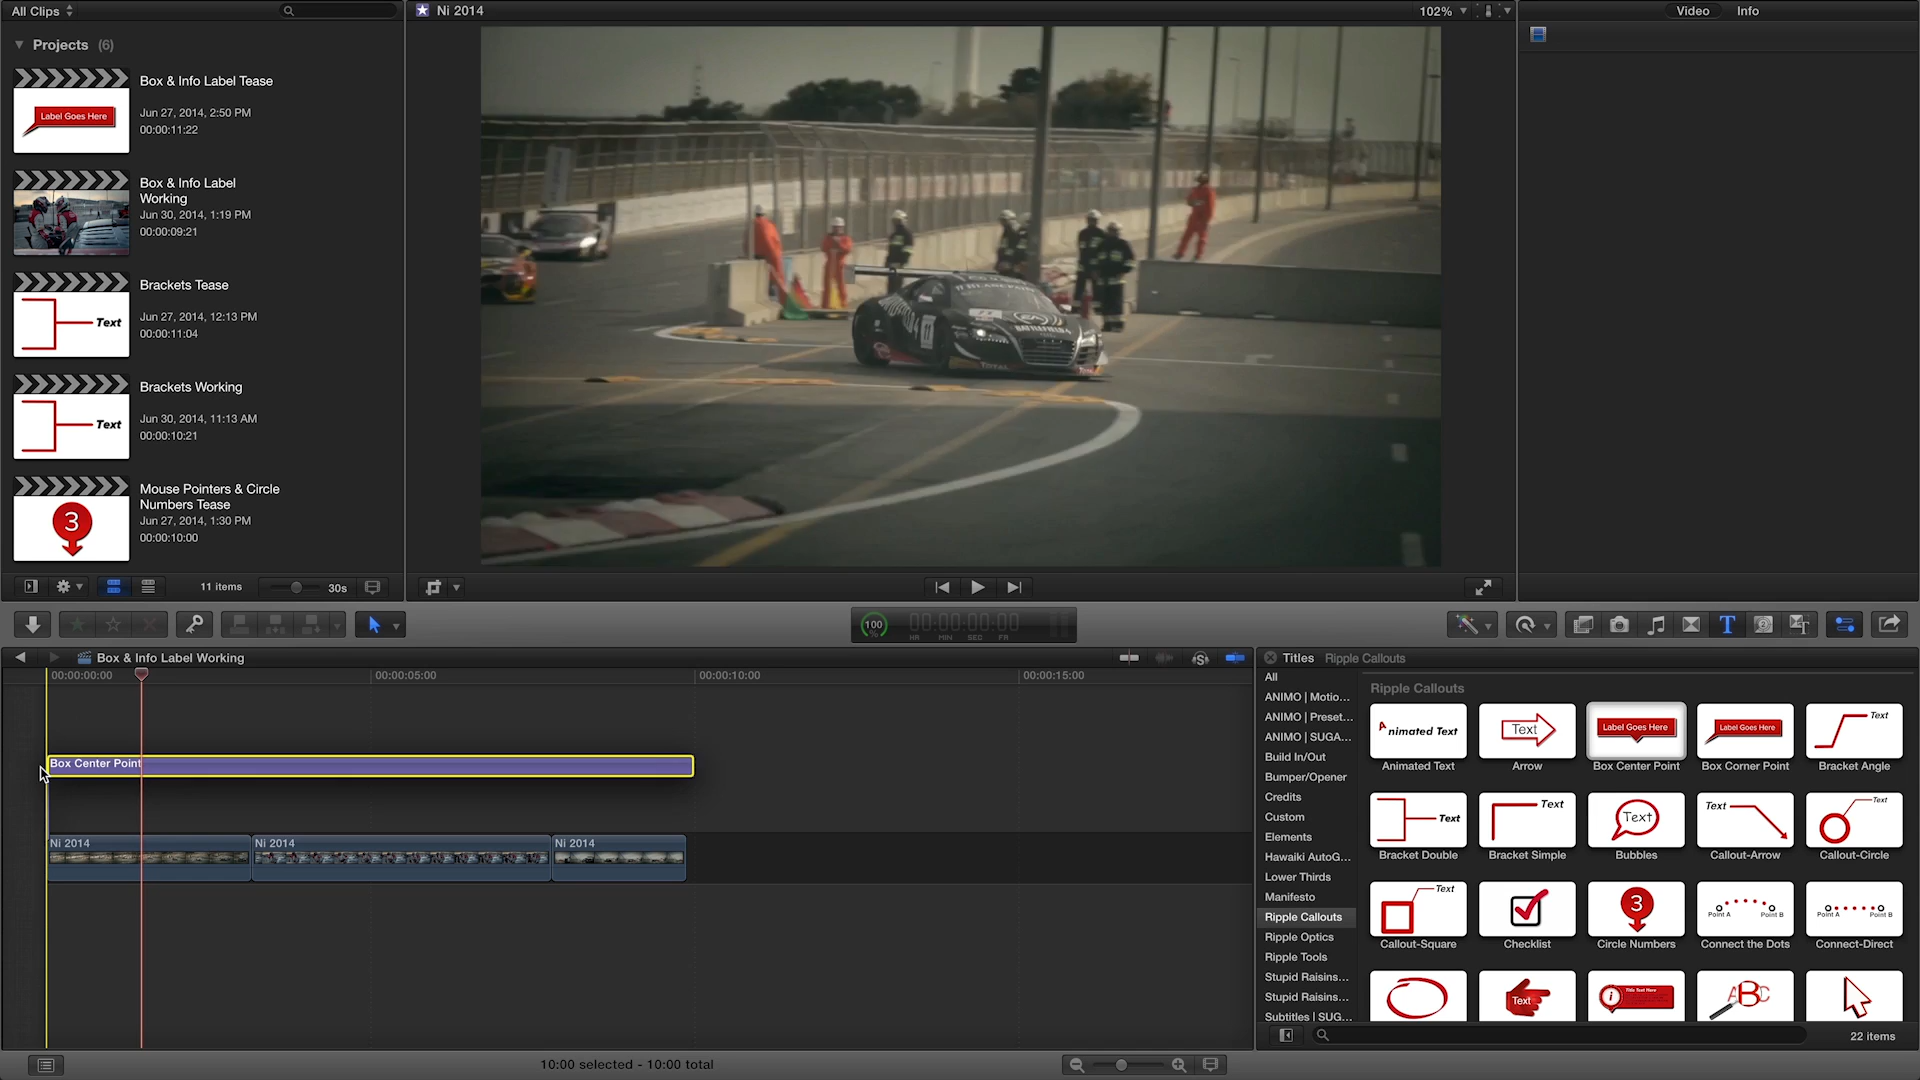 All Clips
Ni 2014
102%
Video
Info
Projects (6)
Label Goes Here
Box & Info Label Tease
Jun 27, 2014, 2:50 PM
00:00:11:22
Box & Info Label
Working
Jun 30, 2014, 1:19 PM
00:00:09:21
Text
Brackets Tease
Jun 27, 2014, 12:13 PM
00:00:11:04
Text
Brackets Working
Jun 30, 2014, 11:13 AM
00:00:10:21
3
Mouse Pointers & Circle
Numbers Tease
Jun 27, 2014, 1:30 PM
00:00:10:00
BATTLEFIELD 4
TOTAL
11 items
30s
100
%
00:00:00:00
HR MIN SEC FR
Box & Info Label Working
00:00:00:00
00:00:05:00
00:00:10:00
00:00:15:00
Box Center Point
Ni 2014
Ni 2014
Ni 2014
10:00 selected - 10:00 total
Titles
Ripple Callouts
All
ANIMO | Motio...
ANIMO | Preset...
ANIMO | SUGA...
Build In/Out
Bumper/Opener
Credits
Custom
Elements
Hawaiki AutoG...
Lower Thirds
Manifesto
Ripple Callouts
Ripple Optics
Ripple Tools
Stupid Raisins...
Stupid Raisins...
Subtitles | SUG...
Ripple Callouts
Animated Text
Text
Label Goes Here
Label Goes Here
Text
Animated Text
Arrow
Box Center Point
Box Corner Point
Bracket Angle
Text
Text
Text
Text
Text
Bracket Double
Bracket Simple
Bubbles
Callout-Arrow
Callout-Circle
Text
3
Point A
Point B
Point A
Point B
Callout-Square
Checklist
Circle Numbers
Connect the Dots
Connect-Direct
Text
i
Title Text Here
ABC
22 items